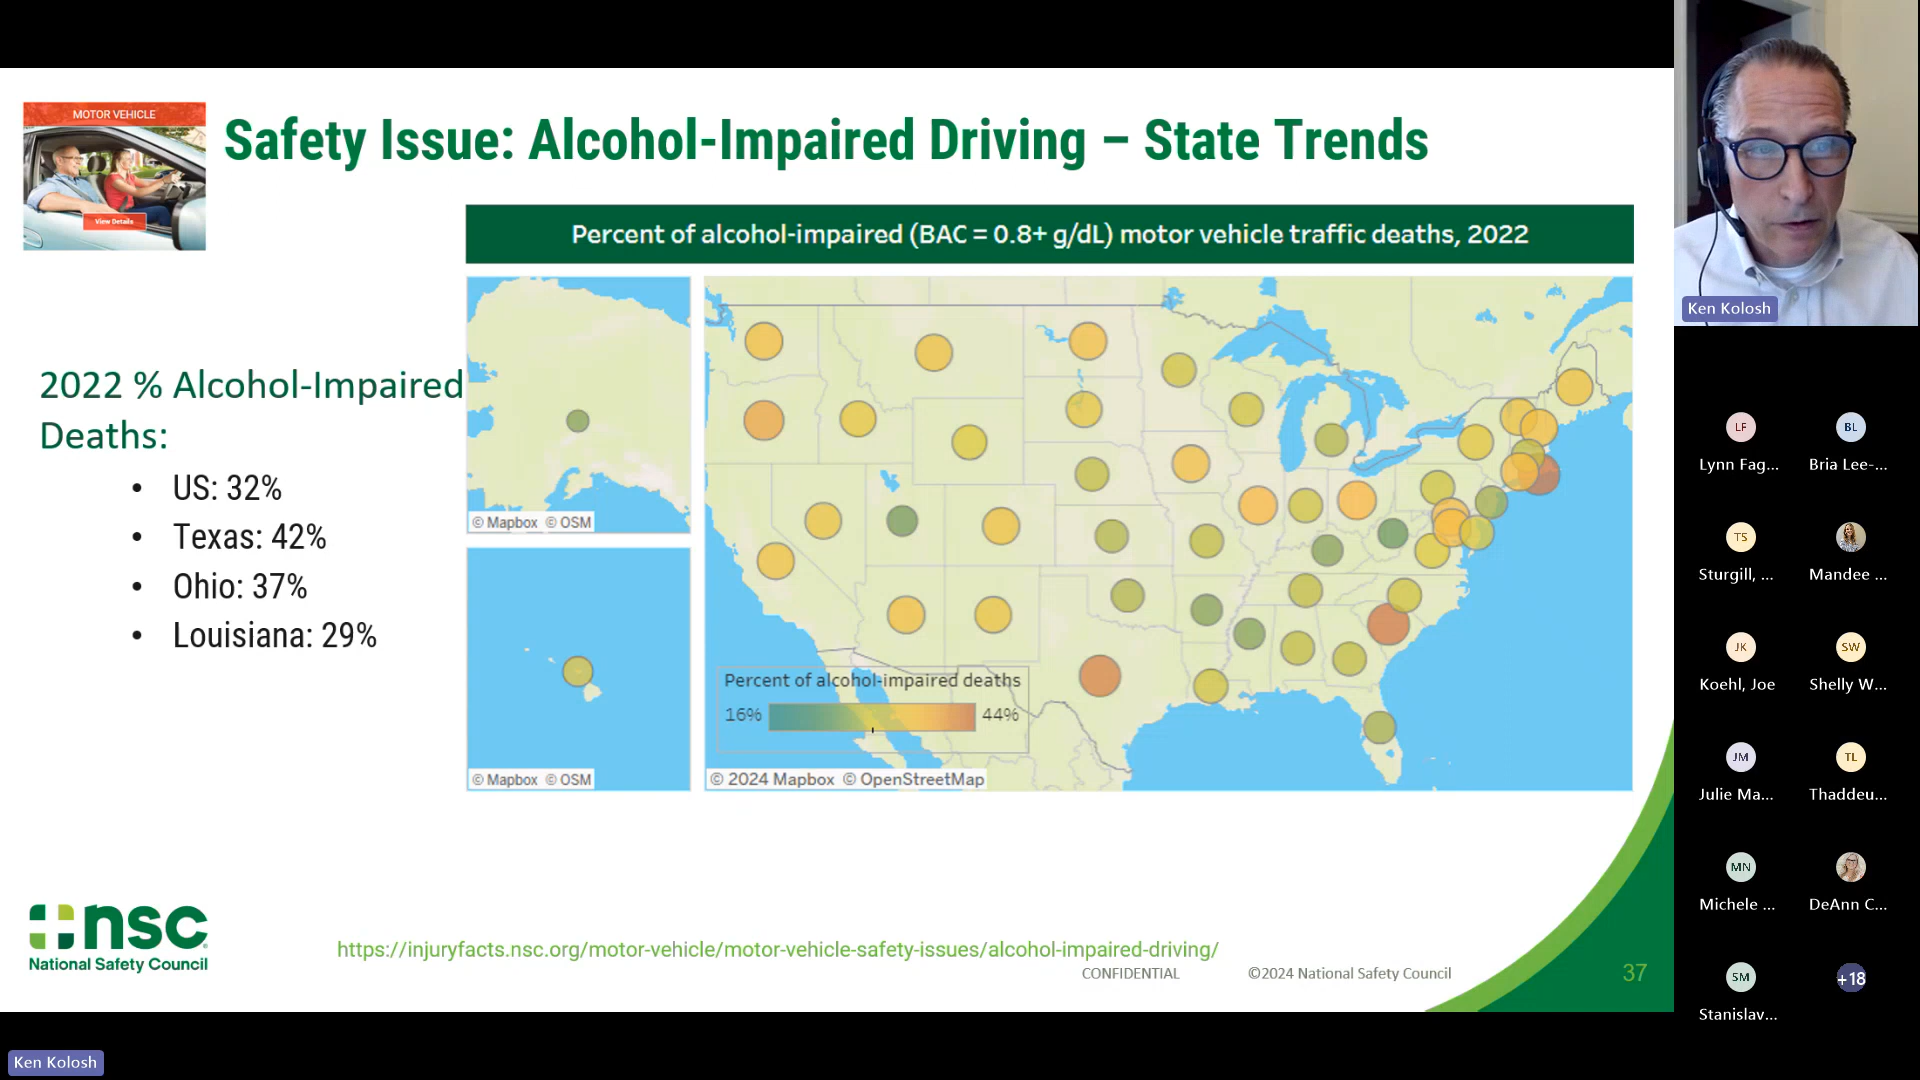 MOTOR VEHICLE
View Details
Safety Issue: Alcohol-Impaired Driving – State Trends
Percent of alcohol-impaired (BAC = 0.8+ g/dL) motor vehicle traffic deaths, 2022
2022 % Alcohol-Impaired
Deaths:
• US: 32%
• Texas: 42%
• Ohio: 37%
• Louisiana: 29%
© Mapbox © OSM
© Mapbox © OSM
Percent of alcohol-impaired deaths
16%
44%
© 2024 Mapbox © OpenStreetMap
nsc
National Safety Council
https://injuryfacts.nsc.org/motor-vehicle/motor-vehicle-safety-issues/alcohol-impaired-driving/
CONFIDENTIAL
©2024 National Safety Council
37
Ken Kolosh
LF
BL
Lynn Fag...
Bria Lee-...
TS
Sturgill, ...
Mandee ...
JK
SW
Koehl, Joe
Shelly W...
JM
TL
Julie Ma...
Thaddeu...
MN
Michele ...
DeAnn C...
SM
+18
Stanislav...
Ken Kolosh